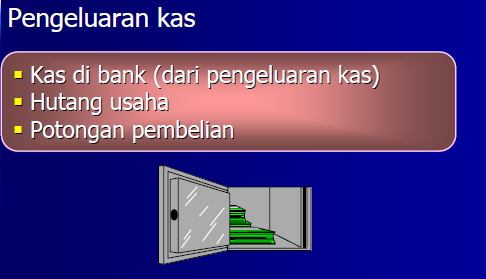 Pengeluaran kas
▪ Kas di bank (dari pengeluaran kas)
▪ Hutang usaha
▪ Potongan pembelian